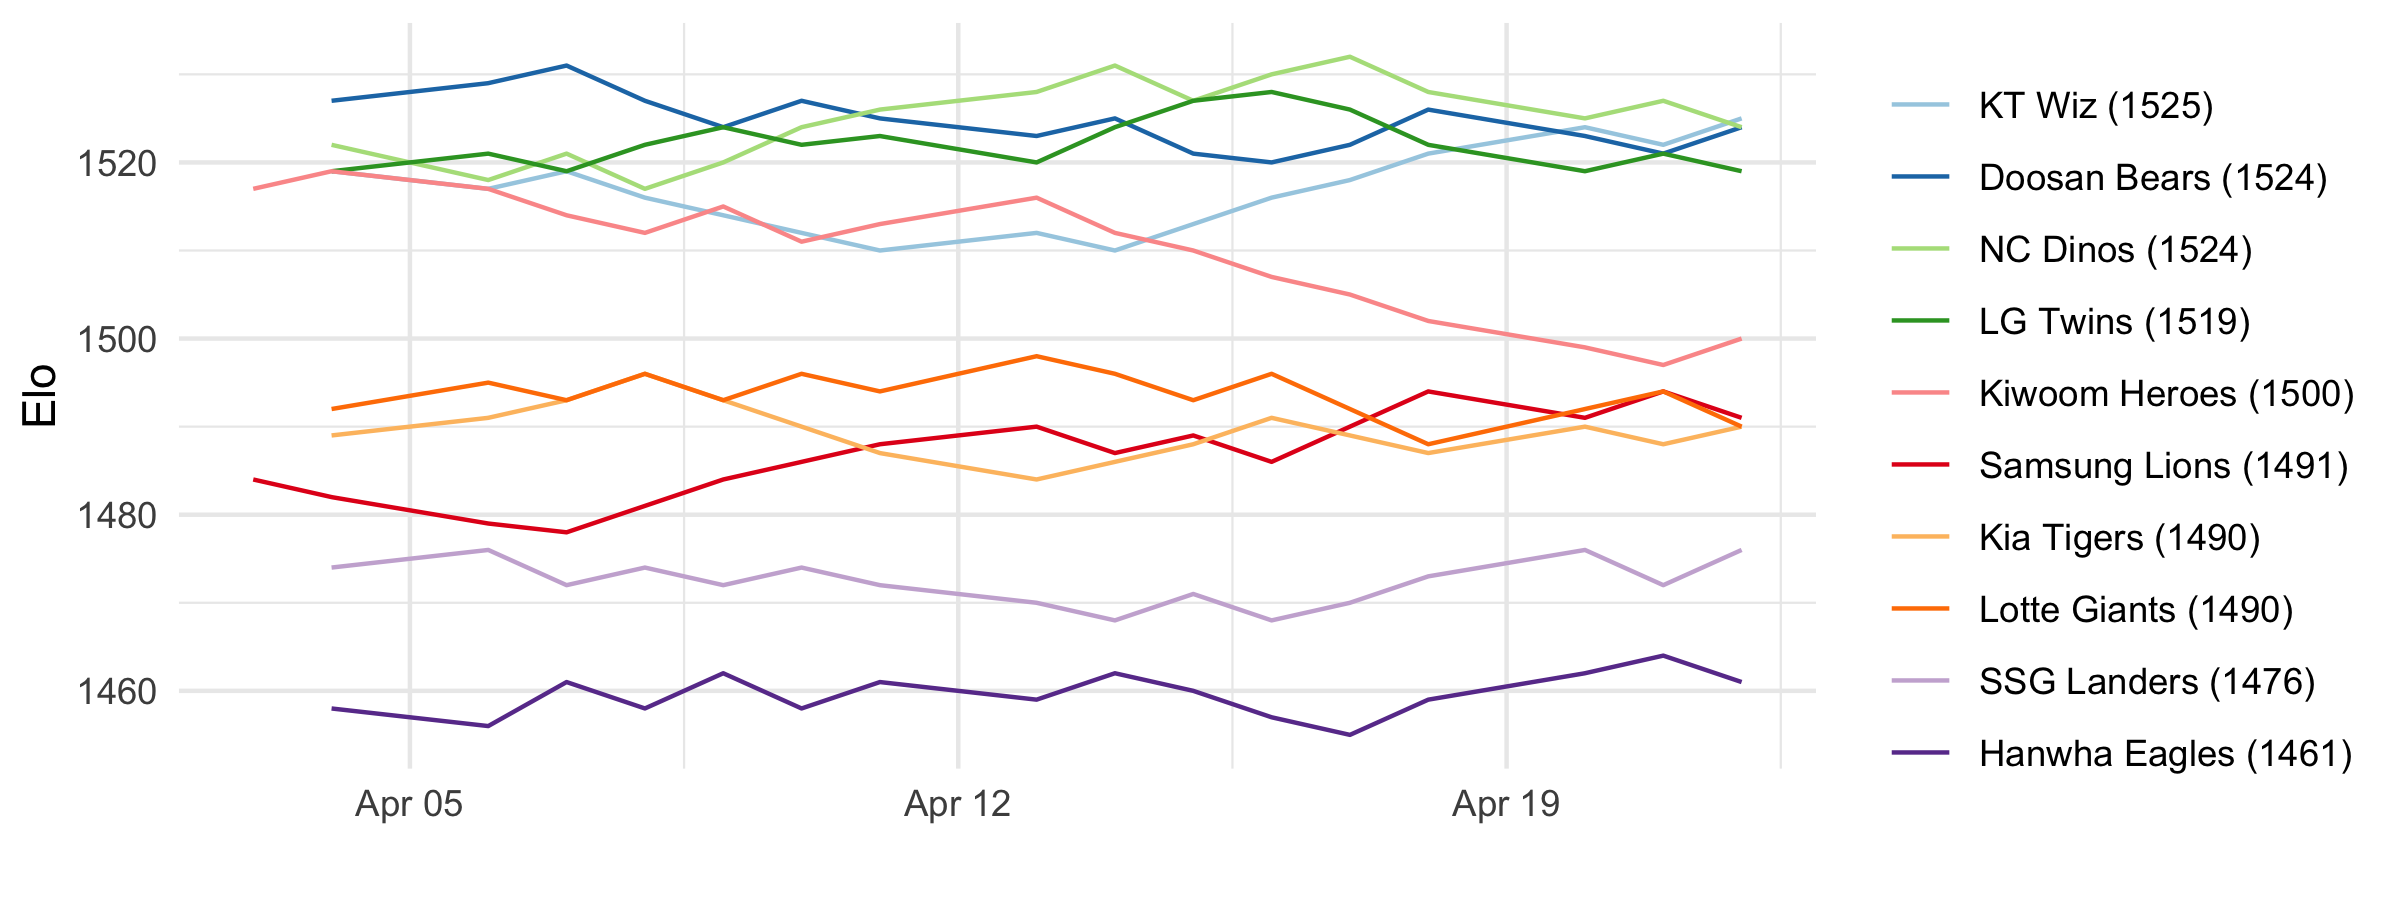 Elo
1520
1500
1480
1460
Apr 05
Apr 12
Apr 19
KT Wiz (1525)
Doosan Bears (1524)
NC Dinos (1524)
LG Twins (1519)
Kiwoom Heroes (1500)
Samsung Lions (1491)
Kia Tigers (1490)
Lotte Giants (1490)
SSG Landers (1476)
Hanwha Eagles (1461)